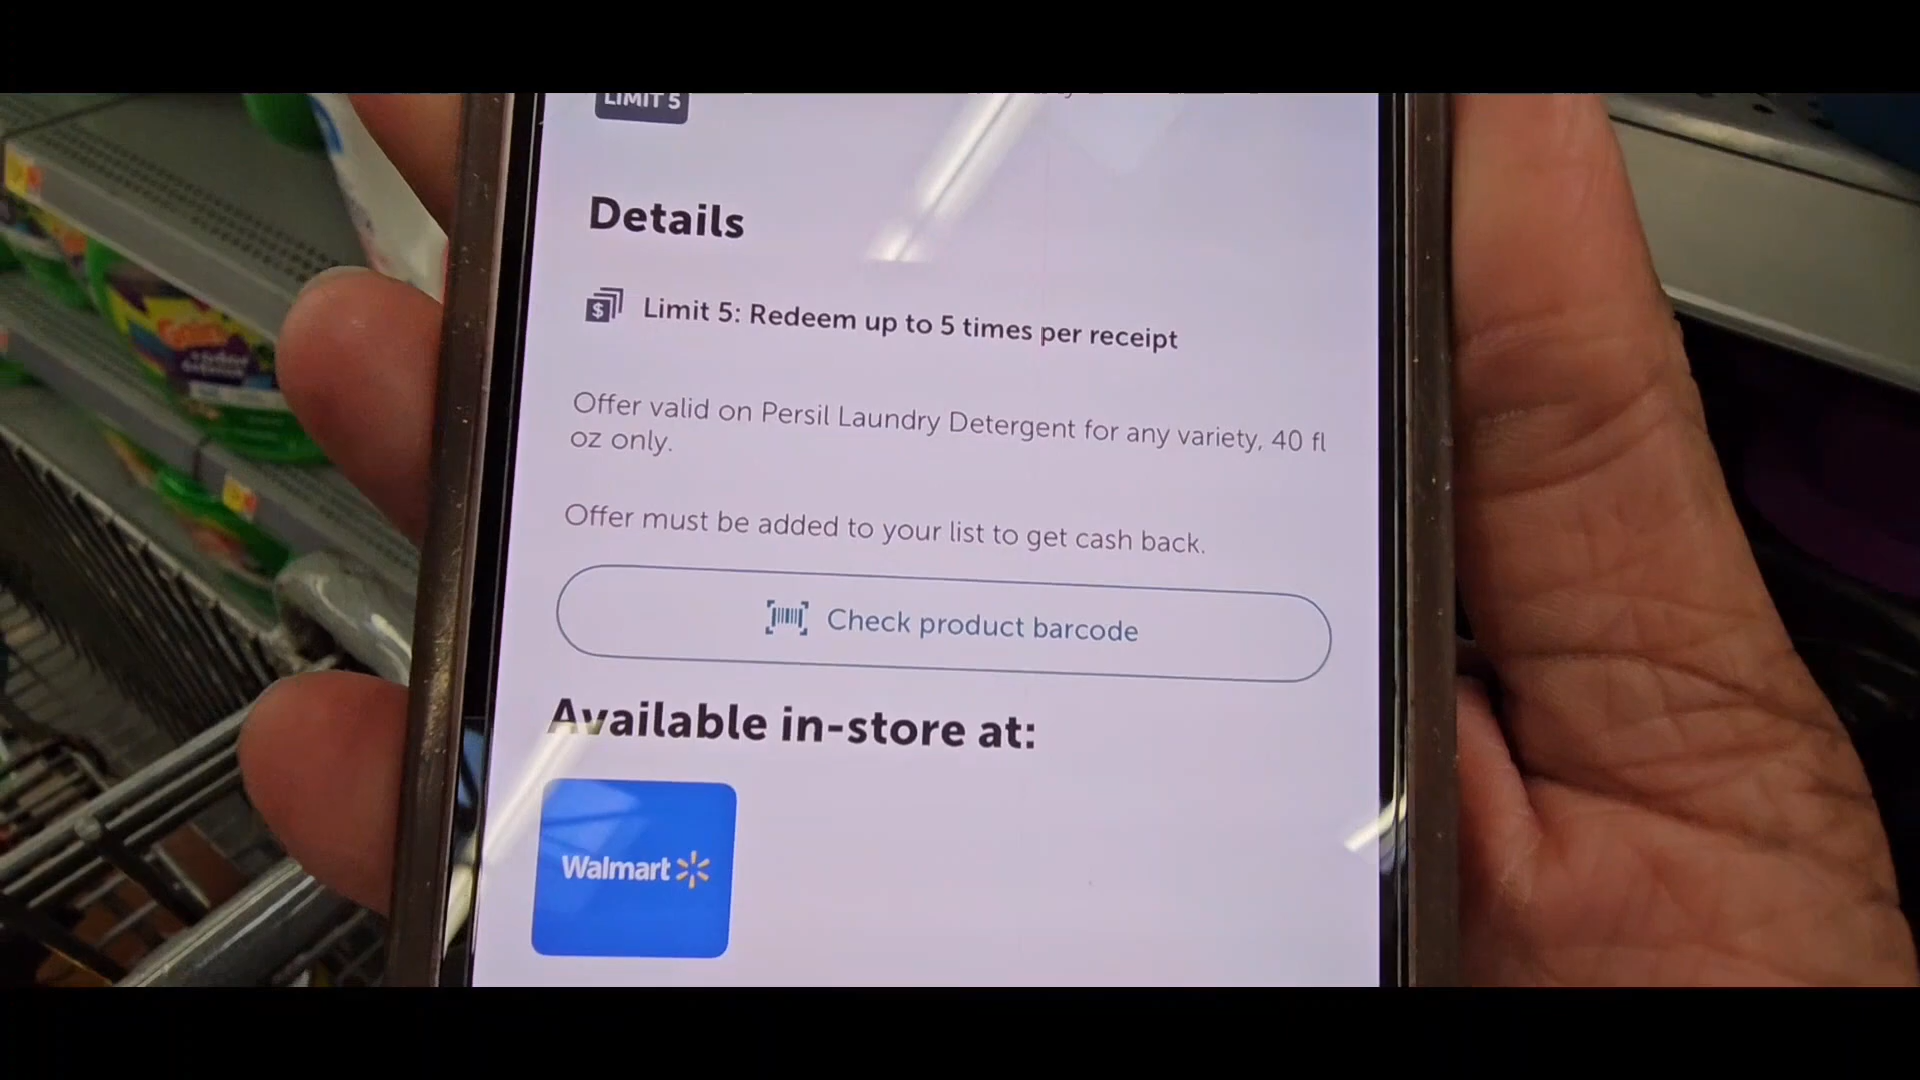 LIMIT 5
Details
Limit 5: Redeem up to 5 times per receipt
Offer valid on Persil Laundry Detergent for any variety, 40 fl
oz only.
Offer must be added to your list to get cash back.
Check product barcode
Available in-store at:
Walmart
Gain